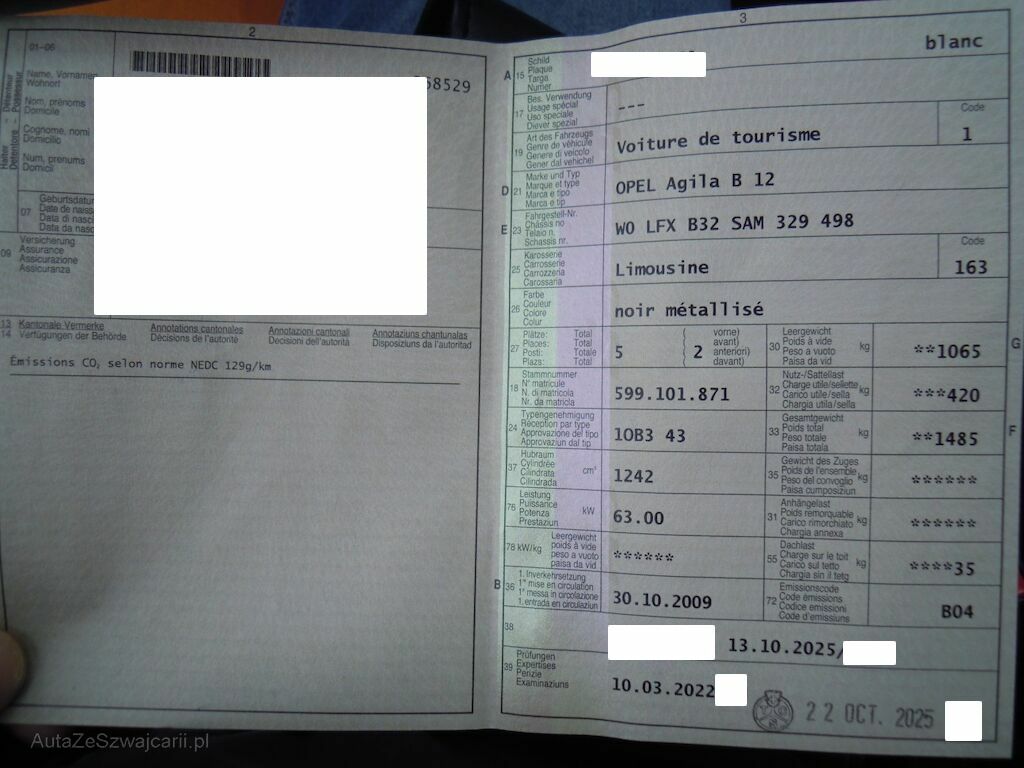 2
01-06
58529
Détenteur - Possessur
Halter - Detentore
Name, Vornamen
Wohnort
Nom, prénoms
Domicile
Cognome, nomi
Domicilio
Num, prenums
Domicil
07
Geburtsdatum
Date de naiss
Data di nasci
Data da nasc
09
Versicherung
Assurance
Assicurazione
Assicuranza
13 Kantonale Vermerke Annotations cantonales Annotazioni cantonali Annotaziuns chantunalas
14 Verfügungen der Behörde Décisions de l'autorité Decisioni dell'autorità Disposiziuns da l'autoritad
Émissions CO₂ selon norme NEDC 129g/km
3
A 15
Schild
Plaque
Targa
Numer
blanc
17
Bes. Verwendung
Usage spécial
Uso speciale
Diever spezial
---
19
Art des Fahrzeugs
Genre de véhicule
Genere di veicolo
Gener dal vehichel
Voiture de tourisme
Code
1
D 21
Marke und Typ
Marque et type
Marca e tipo
Marca e tip
OPEL Agila B 12
E 23
Fahrgestell-Nr.
Châssis no
Telaio n.
Schassis nr.
WO LFX B32 SAM 329 498
25
Karosserie
Carrosserie
Carrozzeria
Carossaria
Limousine
Code
163
26
Farbe
Couleur
Colore
Colur
noir métallisé
27
Plätze: Total
Places: Total
Posti: Totale
Plazs: Total
5
( vorne)
2 avant)
( anteriori)
davant)
30
Leergewicht
Poids à vide
Peso a vuoto
Paisa da vid
kg
**1065
G
18
Stammnummer
N° matricule
N. di matricola
Nr. da matricla
599.101.871
32
Nutz-/Sattellast
Charge utile/sellette
Carico utile/sella
Chargia utila/sella
kg
***420
24
Typengenehmigung
Réception par type
Approvazione del tipo
Approvaziun dal tip
1OB3 43
33
Gesamtgewicht
Poids total
Peso totale
Paisa totala
kg
**1485
F
37
Hubraum
Cylindrée
Cilindrata
Cilindrada
cm³
1242
35
Gewicht des Zuges
Poids de l'ensemble
Peso del convoglio
Paisa cumposiziun
kg
******
76
Leistung
Puissance
Potenza
Prestaziun
kW
63.00
31
Anhängelast
Poids remorquable
Carico rimorchiato
Chargia annexa
kg
******
78 kW/kg
Leergewicht
poids à vide
peso a vuoto
paisa da vid
******
55
Dachlast
Charge sur le toit
Carico sul tetto
Chargia sin il tetg
kg
****35
B 36
1. Inverkehrsetzung
1re mise en circulation
1a messa in circolazione
1. entrada en circulaziun
30.10.2009
72
Emissionscode
Code émissions
Codice emissioni
Code d'emissiuns
B04
38
13.10.2025/
39
Prüfungen
Expertises
Perizie
Examinaziuns
10.03.2022
22 OCT. 2025
AutaZeSzwajcarii.pl